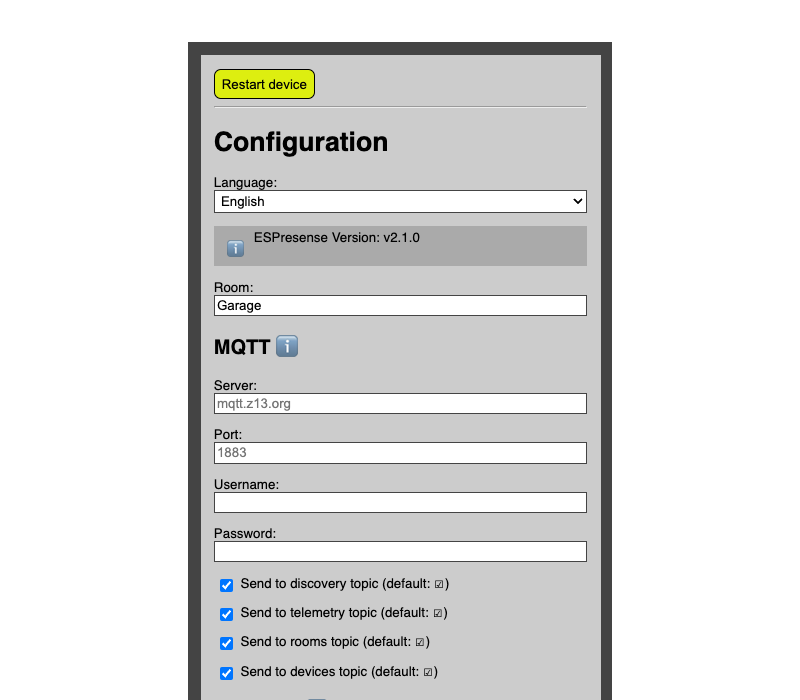 Restart device
Configuration
Language:
English
ℹ️ ESPresense Version: v2.1.0
Room:
Garage
MQTT ℹ️
Server:
mqtt.z13.org
Port:
1883
Username:
Password:
Send to discovery topic (default: ☑)
Send to telemetry topic (default: ☑)
Send to rooms topic (default: ☑)
Send to devices topic (default: ☑)